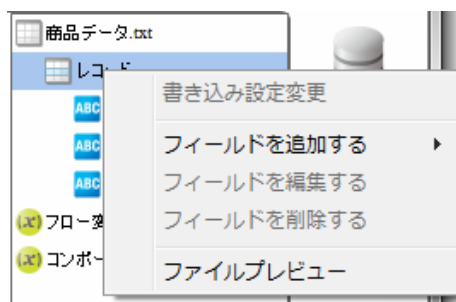 商品データ.txt
レコード
書き込み設定変更
ABC
フィールドを追加する
ABC
フィールドを編集する
ABC
フィールドを削除する
(x) フロー変
(x) コンポー
ファイルプレビュー